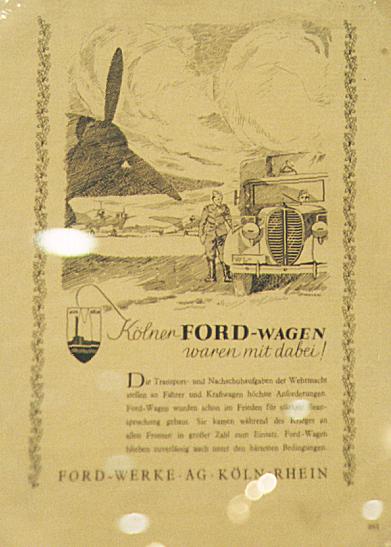 Kölner FORD-WAGEN
waren mit dabei!
Die Transport- und Nachschubaufgaben der Wehrmacht
stellen an Fahrer und Kraftwagen höchste Anforderungen.
Ford-Wagen wurden schon im Frieden für stärkste Bean-
spruchung gebaut. Sie kamen während des Krieges an
allen Fronten in großer Zahl zum Einsatz. Ford-Wagen
blieben zuverlässig auch unter den härtesten Bedingungen.
FORD-WERKE·AG·KÖLN·RHEIN